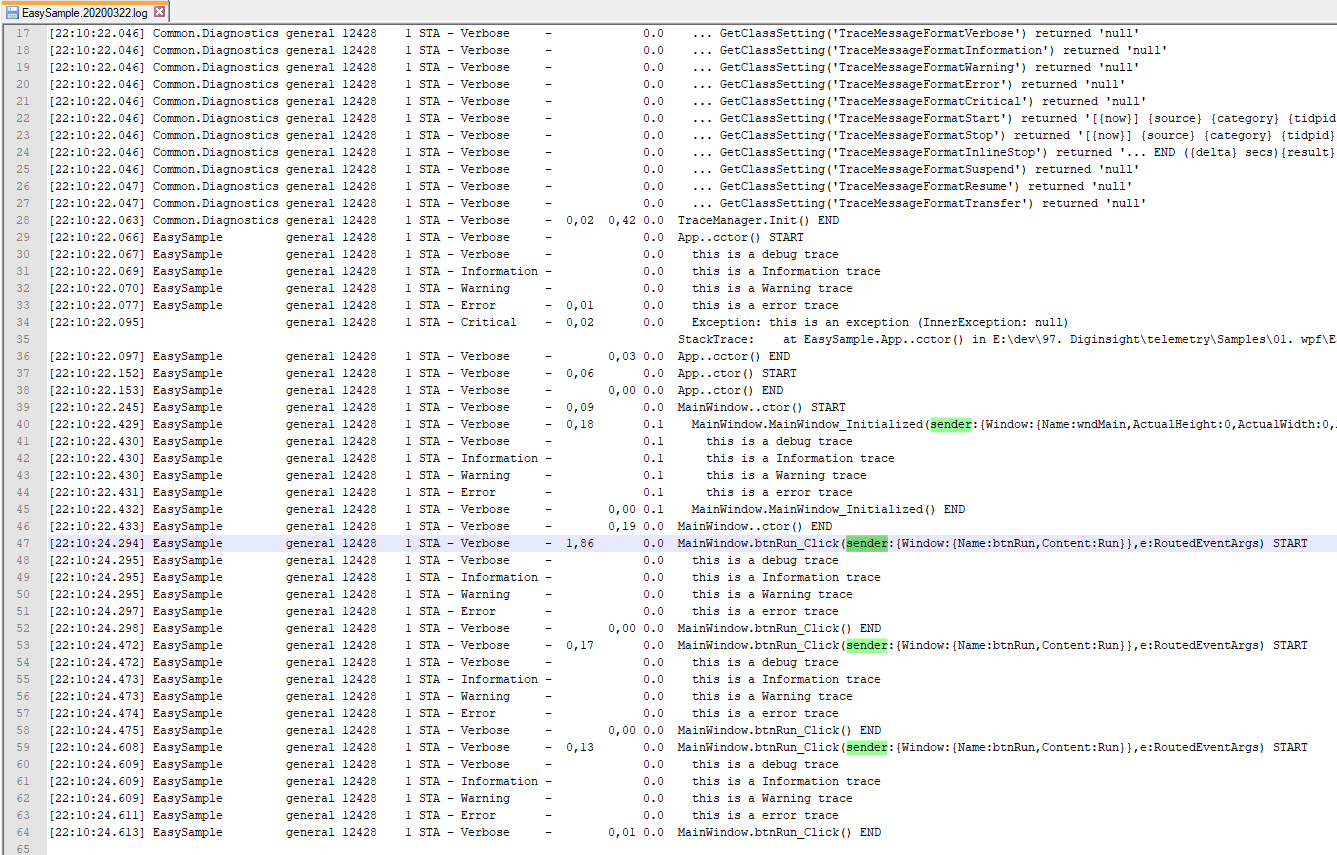 EasySample.20200322.log
17 [22:10:22.046] Common.Diagnostics general 12428 1 STA - Verbose - 0.0 ... GetClassSetting('TraceMessageFormatVerbose') returned 'null'
18 [22:10:22.046] Common.Diagnostics general 12428 1 STA - Verbose - 0.0 ... GetClassSetting('TraceMessageFormatInformation') returned 'null'
19 [22:10:22.046] Common.Diagnostics general 12428 1 STA - Verbose - 0.0 ... GetClassSetting('TraceMessageFormatWarning') returned 'null'
20 [22:10:22.046] Common.Diagnostics general 12428 1 STA - Verbose - 0.0 ... GetClassSetting('TraceMessageFormatError') returned 'null'
21 [22:10:22.046] Common.Diagnostics general 12428 1 STA - Verbose - 0.0 ... GetClassSetting('TraceMessageFormatCritical') returned 'null'
22 [22:10:22.046] Common.Diagnostics general 12428 1 STA - Verbose - 0.0 ... GetClassSetting('TraceMessageFormatStart') returned '[{now}] {source} {category} {tidpid
23 [22:10:22.046] Common.Diagnostics general 12428 1 STA - Verbose - 0.0 ... GetClassSetting('TraceMessageFormatStop') returned '[{now}] {source} {category} {tidpid}
24 [22:10:22.046] Common.Diagnostics general 12428 1 STA - Verbose - 0.0 ... GetClassSetting('TraceMessageFormatInlineStop') returned '... END ({delta} secs){result}
25 [22:10:22.046] Common.Diagnostics general 12428 1 STA - Verbose - 0.0 ... GetClassSetting('TraceMessageFormatSuspend') returned 'null'
26 [22:10:22.047] Common.Diagnostics general 12428 1 STA - Verbose - 0.0 ... GetClassSetting('TraceMessageFormatResume') returned 'null'
27 [22:10:22.047] Common.Diagnostics general 12428 1 STA - Verbose - 0.0 ... GetClassSetting('TraceMessageFormatTransfer') returned 'null'
28 [22:10:22.063] Common.Diagnostics general 12428 1 STA - Verbose - 0,02 0,42 0.0 TraceManager.Init() END
29 [22:10:22.066] EasySample general 12428 1 STA - Verbose - 0.0 App..cctor() START
30 [22:10:22.067] EasySample general 12428 1 STA - Verbose - 0.0 this is a debug trace
31 [22:10:22.069] EasySample general 12428 1 STA - Information - 0.0 this is a Information trace
32 [22:10:22.070] EasySample general 12428 1 STA - Warning - 0.0 this is a Warning trace
33 [22:10:22.077] EasySample general 12428 1 STA - Error - 0,01 0.0 this is a error trace
34 [22:10:22.095] general 12428 1 STA - Critical - 0,02 0.0 Exception: this is an exception (InnerException: null)
35 StackTrace: at EasySample.App..cctor() in E:\dev\97. Diginsight\telemetry\Samples\01. wpf\E
36 [22:10:22.097] EasySample general 12428 1 STA - Verbose - 0,03 0.0 App..cctor() END
37 [22:10:22.152] EasySample general 12428 1 STA - Verbose - 0,06 0.0 App..ctor() START
38 [22:10:22.153] EasySample general 12428 1 STA - Verbose - 0,00 0.0 App..ctor() END
39 [22:10:22.245] EasySample general 12428 1 STA - Verbose - 0,09 0.0 MainWindow..ctor() START
40 [22:10:22.429] EasySample general 12428 1 STA - Verbose - 0,18 0.1 MainWindow.MainWindow_Initialized(sender:{Window:{Name:wndMain,ActualHeight:0,ActualWidth:0,
41 [22:10:22.430] EasySample general 12428 1 STA - Verbose - 0.1 this is a debug trace
42 [22:10:22.430] EasySample general 12428 1 STA - Information - 0.1 this is a Information trace
43 [22:10:22.430] EasySample general 12428 1 STA - Warning - 0.1 this is a Warning trace
44 [22:10:22.431] EasySample general 12428 1 STA - Error - 0.1 this is a error trace
45 [22:10:22.432] EasySample general 12428 1 STA - Verbose - 0,00 0.1 MainWindow.MainWindow_Initialized() END
46 [22:10:22.433] EasySample general 12428 1 STA - Verbose - 0,19 0.0 MainWindow..ctor() END
47 [22:10:24.294] EasySample general 12428 1 STA - Verbose - 1,86 0.0 MainWindow.btnRun_Click(sender:{Window:{Name:btnRun,Content:Run}},e:RoutedEventArgs) START
48 [22:10:24.295] EasySample general 12428 1 STA - Verbose - 0.0 this is a debug trace
49 [22:10:24.295] EasySample general 12428 1 STA - Information - 0.0 this is a Information trace
50 [22:10:24.295] EasySample general 12428 1 STA - Warning - 0.0 this is a Warning trace
51 [22:10:24.297] EasySample general 12428 1 STA - Error - 0.0 this is a error trace
52 [22:10:24.298] EasySample general 12428 1 STA - Verbose - 0,00 0.0 MainWindow.btnRun_Click() END
53 [22:10:24.472] EasySample general 12428 1 STA - Verbose - 0,17 0.0 MainWindow.btnRun_Click(sender:{Window:{Name:btnRun,Content:Run}},e:RoutedEventArgs) START
54 [22:10:24.472] EasySample general 12428 1 STA - Verbose - 0.0 this is a debug trace
55 [22:10:24.473] EasySample general 12428 1 STA - Information - 0.0 this is a Information trace
56 [22:10:24.473] EasySample general 12428 1 STA - Warning - 0.0 this is a Warning trace
57 [22:10:24.474] EasySample general 12428 1 STA - Error - 0.0 this is a error trace
58 [22:10:24.475] EasySample general 12428 1 STA - Verbose - 0,00 0.0 MainWindow.btnRun_Click() END
59 [22:10:24.608] EasySample general 12428 1 STA - Verbose - 0,13 0.0 MainWindow.btnRun_Click(sender:{Window:{Name:btnRun,Content:Run}},e:RoutedEventArgs) START
60 [22:10:24.609] EasySample general 12428 1 STA - Verbose - 0.0 this is a debug trace
61 [22:10:24.609] EasySample general 12428 1 STA - Information - 0.0 this is a Information trace
62 [22:10:24.609] EasySample general 12428 1 STA - Warning - 0.0 this is a Warning trace
63 [22:10:24.611] EasySample general 12428 1 STA - Error - 0.0 this is a error trace
64 [22:10:24.613] EasySample general 12428 1 STA - Verbose - 0,01 0.0 MainWindow.btnRun_Click() END
65